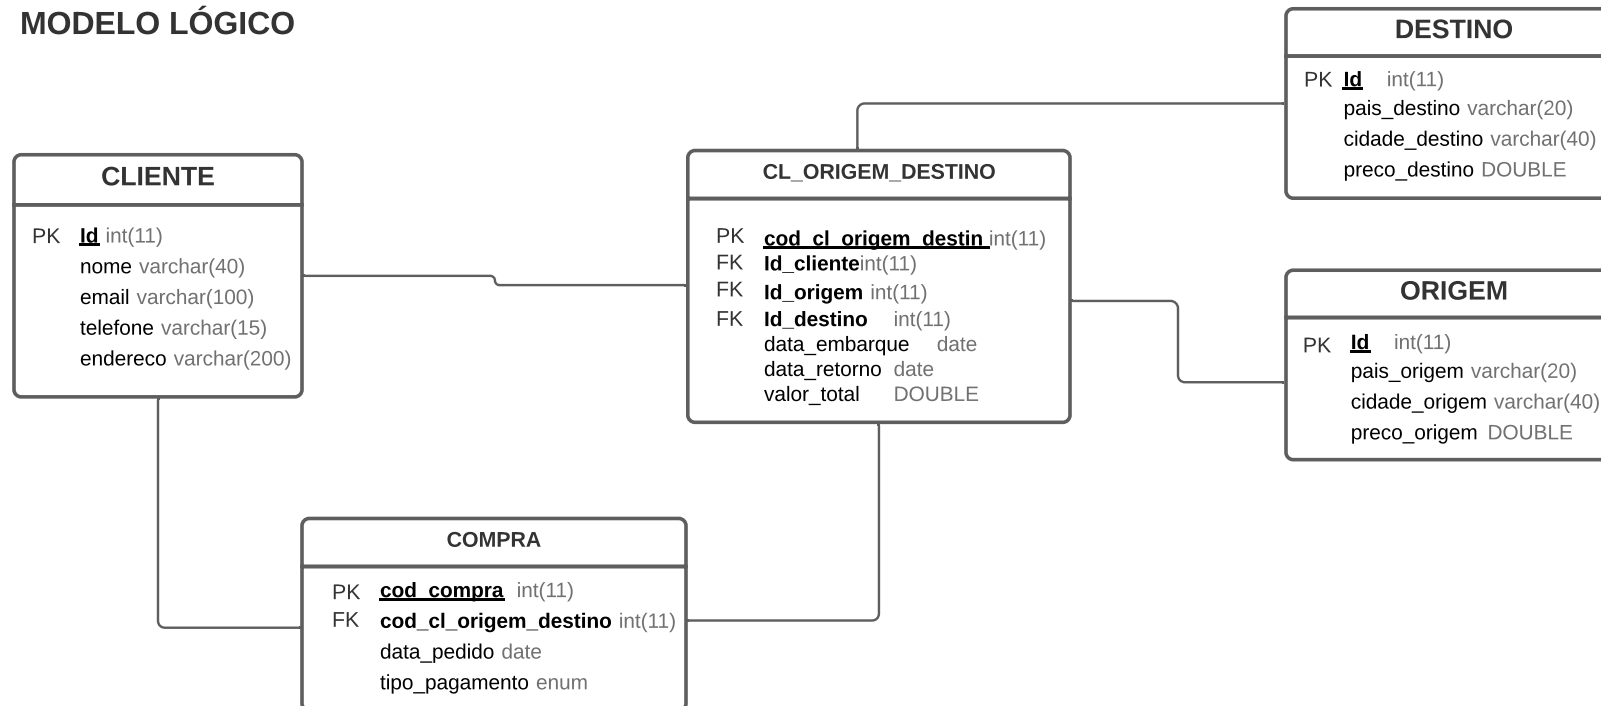 MODELO LÓGICO
DESTINO
PK Id int(11)
pais_destino varchar(20)
cidade_destino varchar(40)
preco_destino DOUBLE
CLIENTE
PK Id int(11)
nome varchar(40)
email varchar(100)
telefone varchar(15)
endereco varchar(200)
CL_ORIGEM_DESTINO
PK cod_cl_origem_destin int(11)
FK Id_cliente int(11)
FK Id_origem int(11)
FK Id_destino int(11)
data_embarque date
data_retorno date
valor_total DOUBLE
ORIGEM
PK Id int(11)
pais_origem varchar(20)
cidade_origem varchar(40)
preco_origem DOUBLE
COMPRA
PK cod_compra int(11)
FK cod_cl_origem_destino int(11)
data_pedido date
tipo_pagamento enum